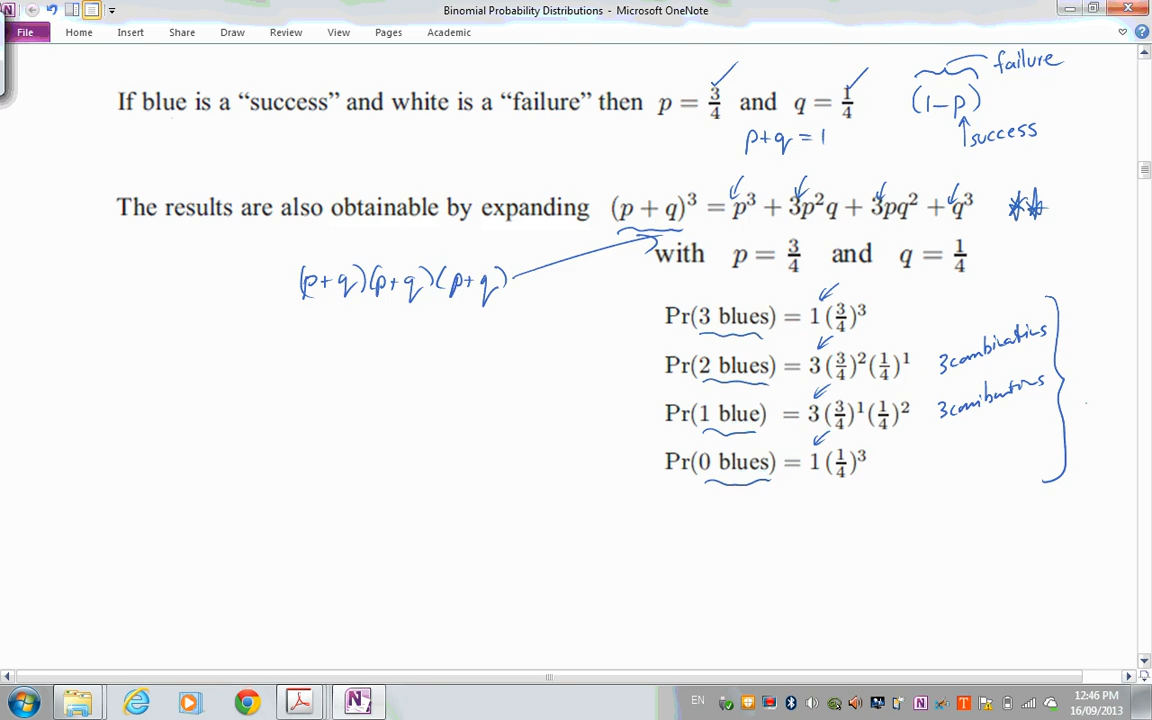 Binomial Probability Distributions - Microsoft OneNote
File Home Insert Share Draw Review View Pages Academic
failure
If blue is a “success” and white is a “failure” then p = 3/4 and q = 1/4 (1-p)
p+q = 1 success
The results are also obtainable by expanding (p + q)³ = p³ + 3p²q + 3pq² + q³ **
with p = 3/4 and q = 1/4
(p+q)(p+q)(p+q)
Pr(3 blues) = 1(3/4)³
Pr(2 blues) = 3(3/4)²(1/4)¹ 3 combinations
Pr(1 blue) = 3(3/4)¹(1/4)²
Pr(0 blues) = 1(1/4)³
EN 12:46 PM
16/09/2013